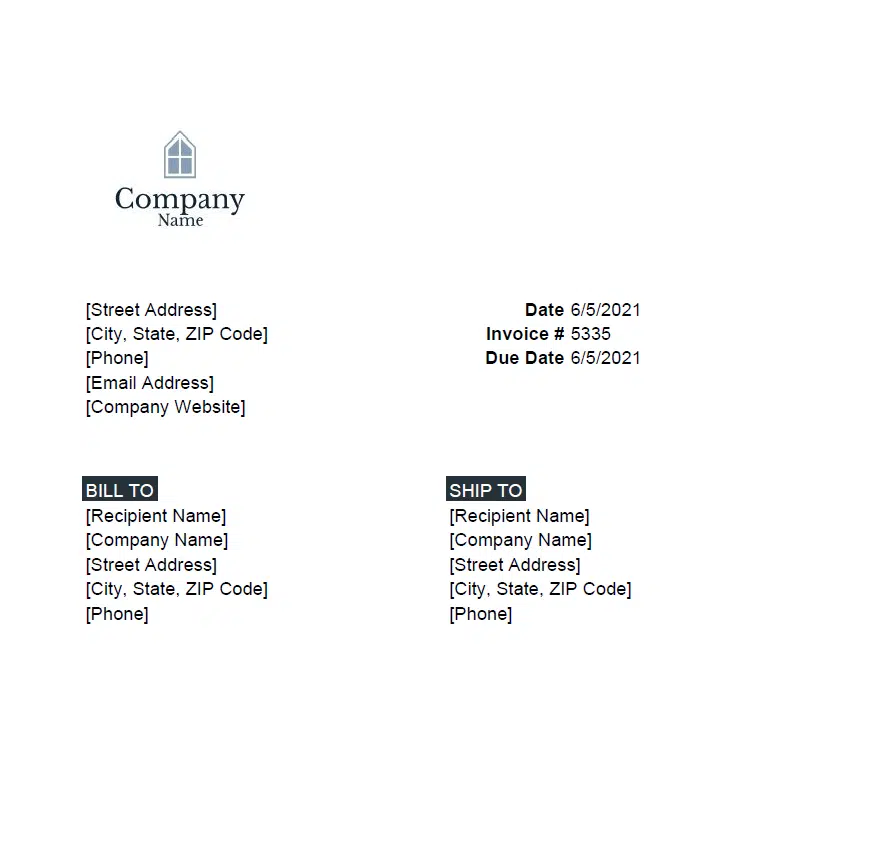 Company
Name
[Street Address]
[City, State, ZIP Code]
[Phone]
[Email Address]
[Company Website]
Date 6/5/2021
Invoice # 5335
Due Date 6/5/2021
BILL TO
[Recipient Name]
[Company Name]
[Street Address]
[City, State, ZIP Code]
[Phone]
SHIP TO
[Recipient Name]
[Company Name]
[Street Address]
[City, State, ZIP Code]
[Phone]